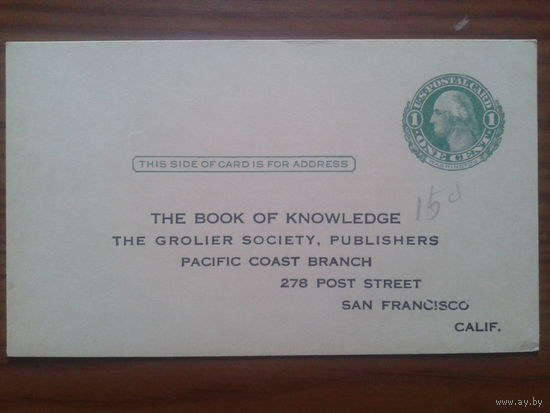 U.S. POSTAL CARD
1 1
ONE CENT
WASHINGTON
THIS SIDE OF CARD IS FOR ADDRESS
15
THE BOOK OF KNOWLEDGE
THE GROLIER SOCIETY, PUBLISHERS
PACIFIC COAST BRANCH
278 POST STREET
SAN FRANCISCO
CALIF.
www.ay.by